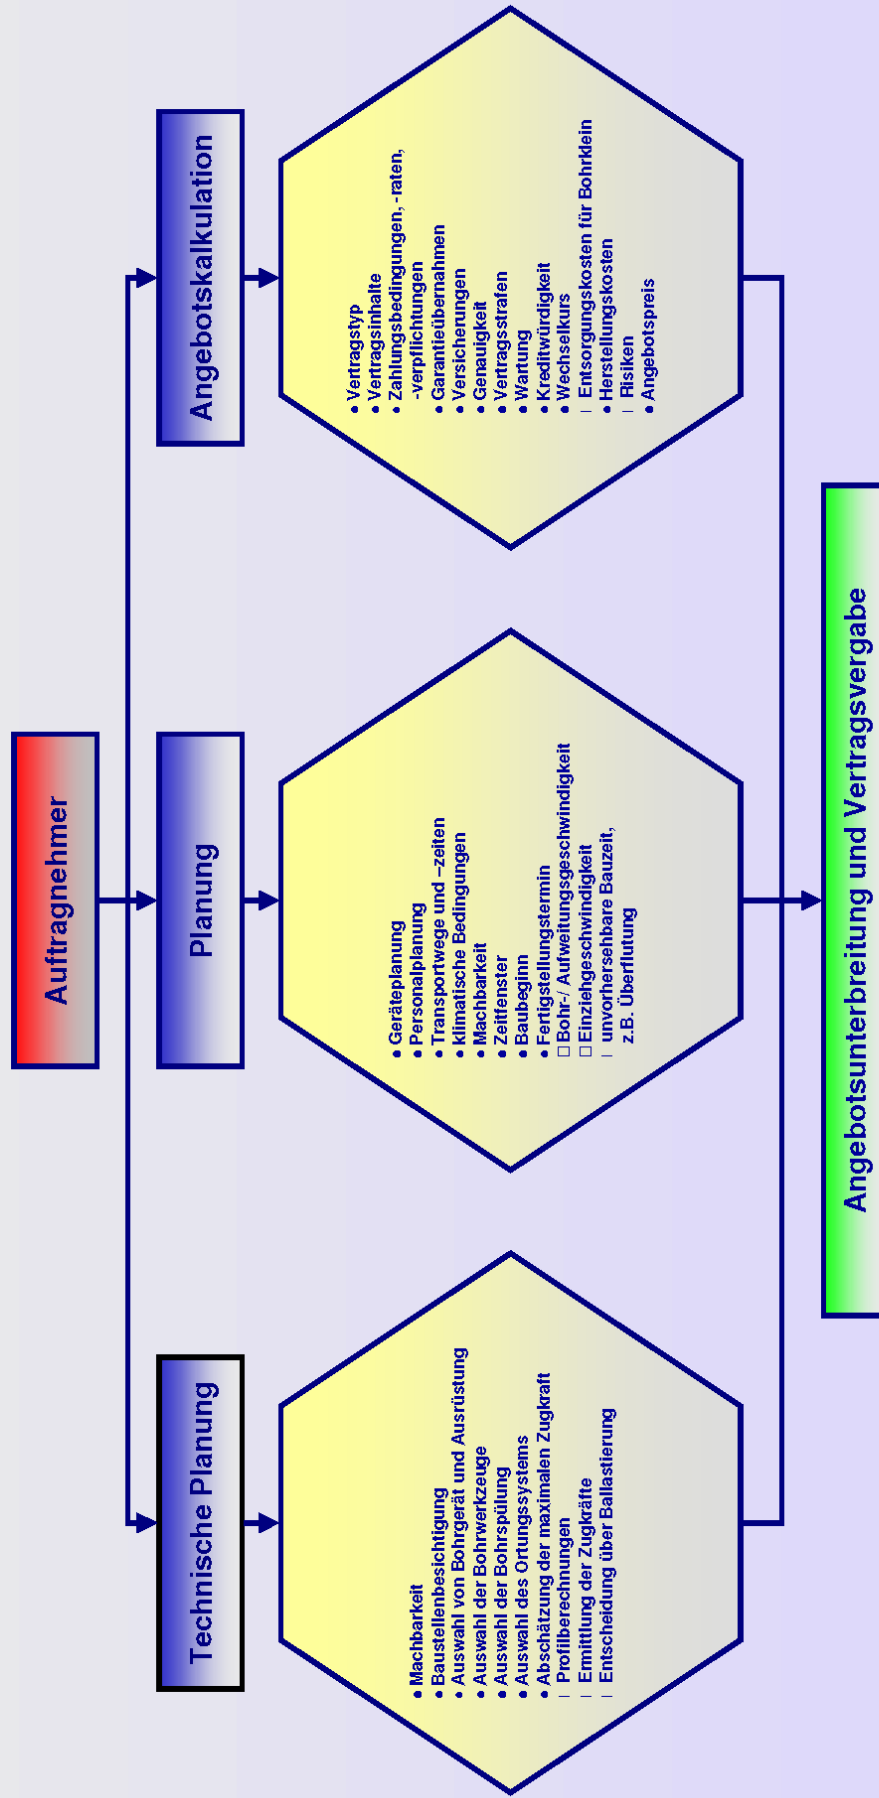 Auftragnehmer
Technische Planung
Planung
Angebotskalkulation
● Machbarkeit
● Baustellenbesichtigung
● Auswahl von Bohrgerät und Ausrüstung
● Auswahl der Bohrwerkzeuge
● Auswahl der Bohrspülung
● Auswahl des Ortungssystems
● Abschätzung der maximalen Zugkraft
| Profilberechnungen
| Ermittlung der Zugkräfte
| Entscheidung über Ballastierung
● Geräteplanung
● Personalplanung
● Transportwege und –zeiten
● klimatische Bedingungen
● Machbarkeit
● Zeitfenster
● Baubeginn
● Fertigstellungstermin
□ Bohr-/ Aufweitungsgeschwindigkeit
□ Einziehgeschwindigkeit
| unvorhersehbare Bauzeit,
z.B. Überflutung
● Vertragstyp
● Vertragsinhalte
● Zahlungsbedingungen, -raten,
-verpflichtungen
● Garantieübernahmen
● Versicherungen
● Genauigkeit
● Vertragsstrafen
● Wartung
● Kreditwürdigkeit
● Wechselkurs
| Entsorgungskosten für Bohrklein
● Herstellungskosten
| Risiken
● Angebotspreis
Angebotsunterbreitung und Vertragsvergabe